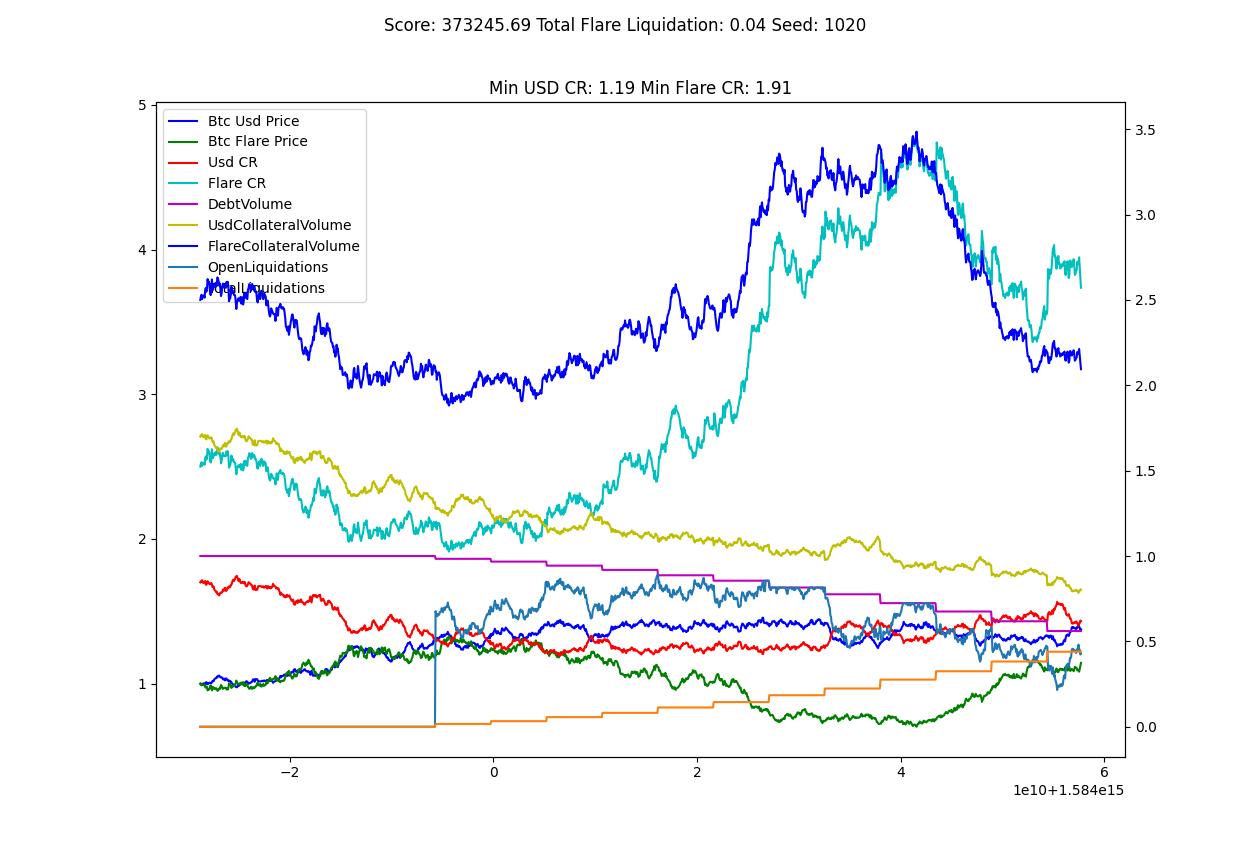 Score: 373245.69 Total Flare Liquidation: 0.04 Seed: 1020
Min USD CR: 1.19 Min Flare CR: 1.91
Btc Usd Price
Btc Flare Price
Usd CR
Flare CR
DebtVolume
UsdCollateralVolume
FlareCollateralVolume
OpenLiquidations
TotalLiquidations
5
4
3
2
1
3.5
3.0
2.5
2.0
1.5
1.0
0.5
0.0
−2 0 2 4 6
1e10+1.584e15